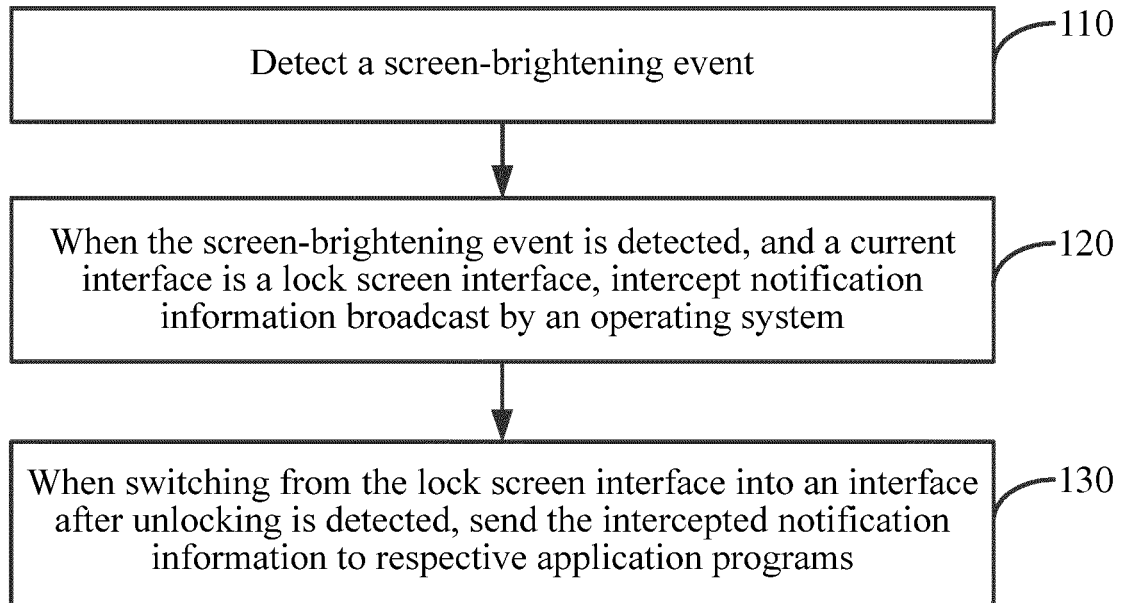 Detect a screen-brightening event
110
When the screen-brightening event is detected, and a current
interface is a lock screen interface, intercept notification
information broadcast by an operating system
120
When switching from the lock screen interface into an interface
after unlocking is detected, send the intercepted notification
information to respective application programs
130